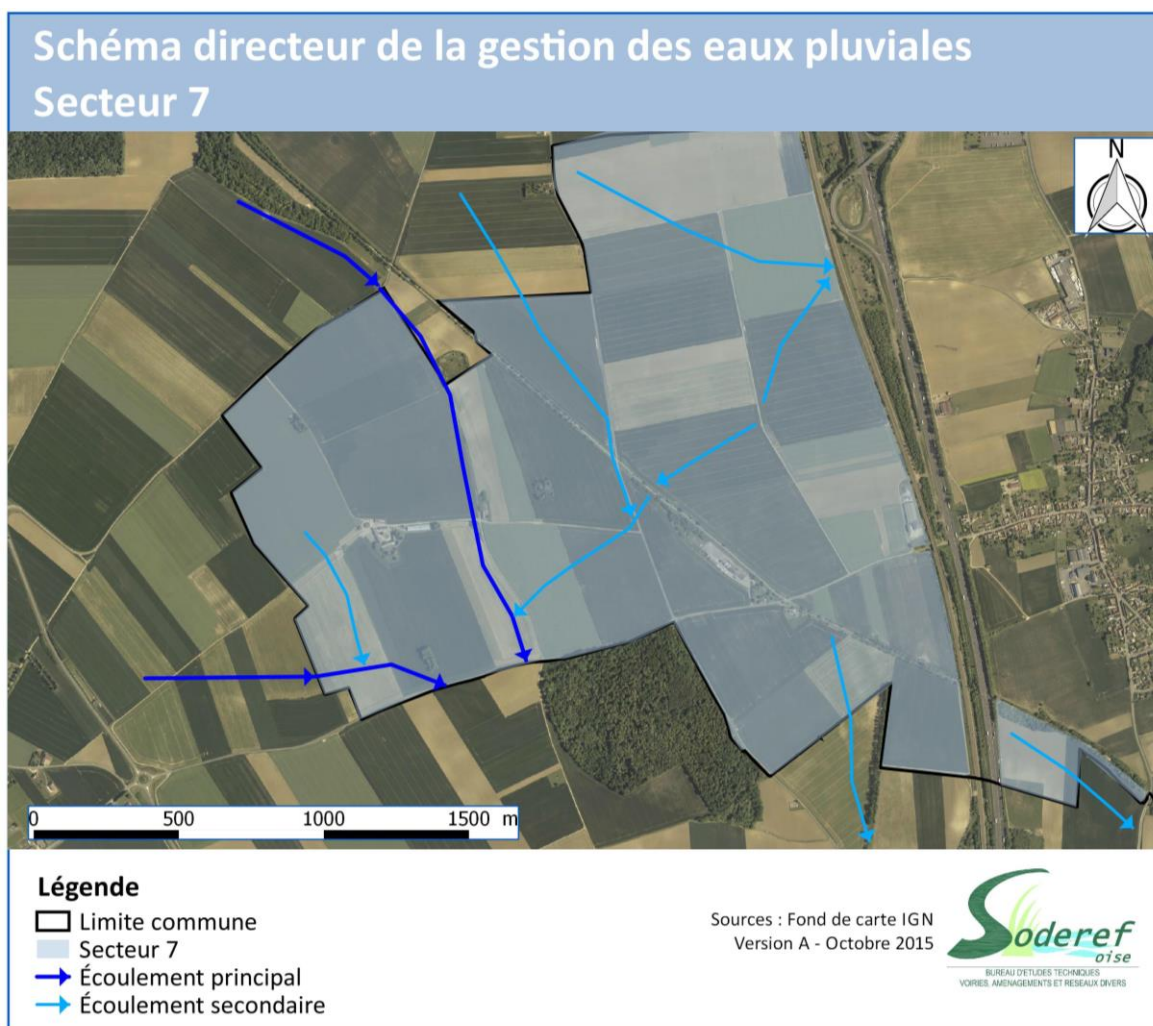 Schéma directeur de la gestion des eaux pluviales
Secteur 7
N
0 500 1000 1500 m
Légende
Limite commune
Secteur 7
Écoulement principal
Écoulement secondaire
Sources : Fond de carte IGN
Version A - Octobre 2015
Soderef
oise
BUREAU D'ETUDES TECHNIQUES
VOIRIES, AMENAGEMENTS ET RESEAUX DIVERS